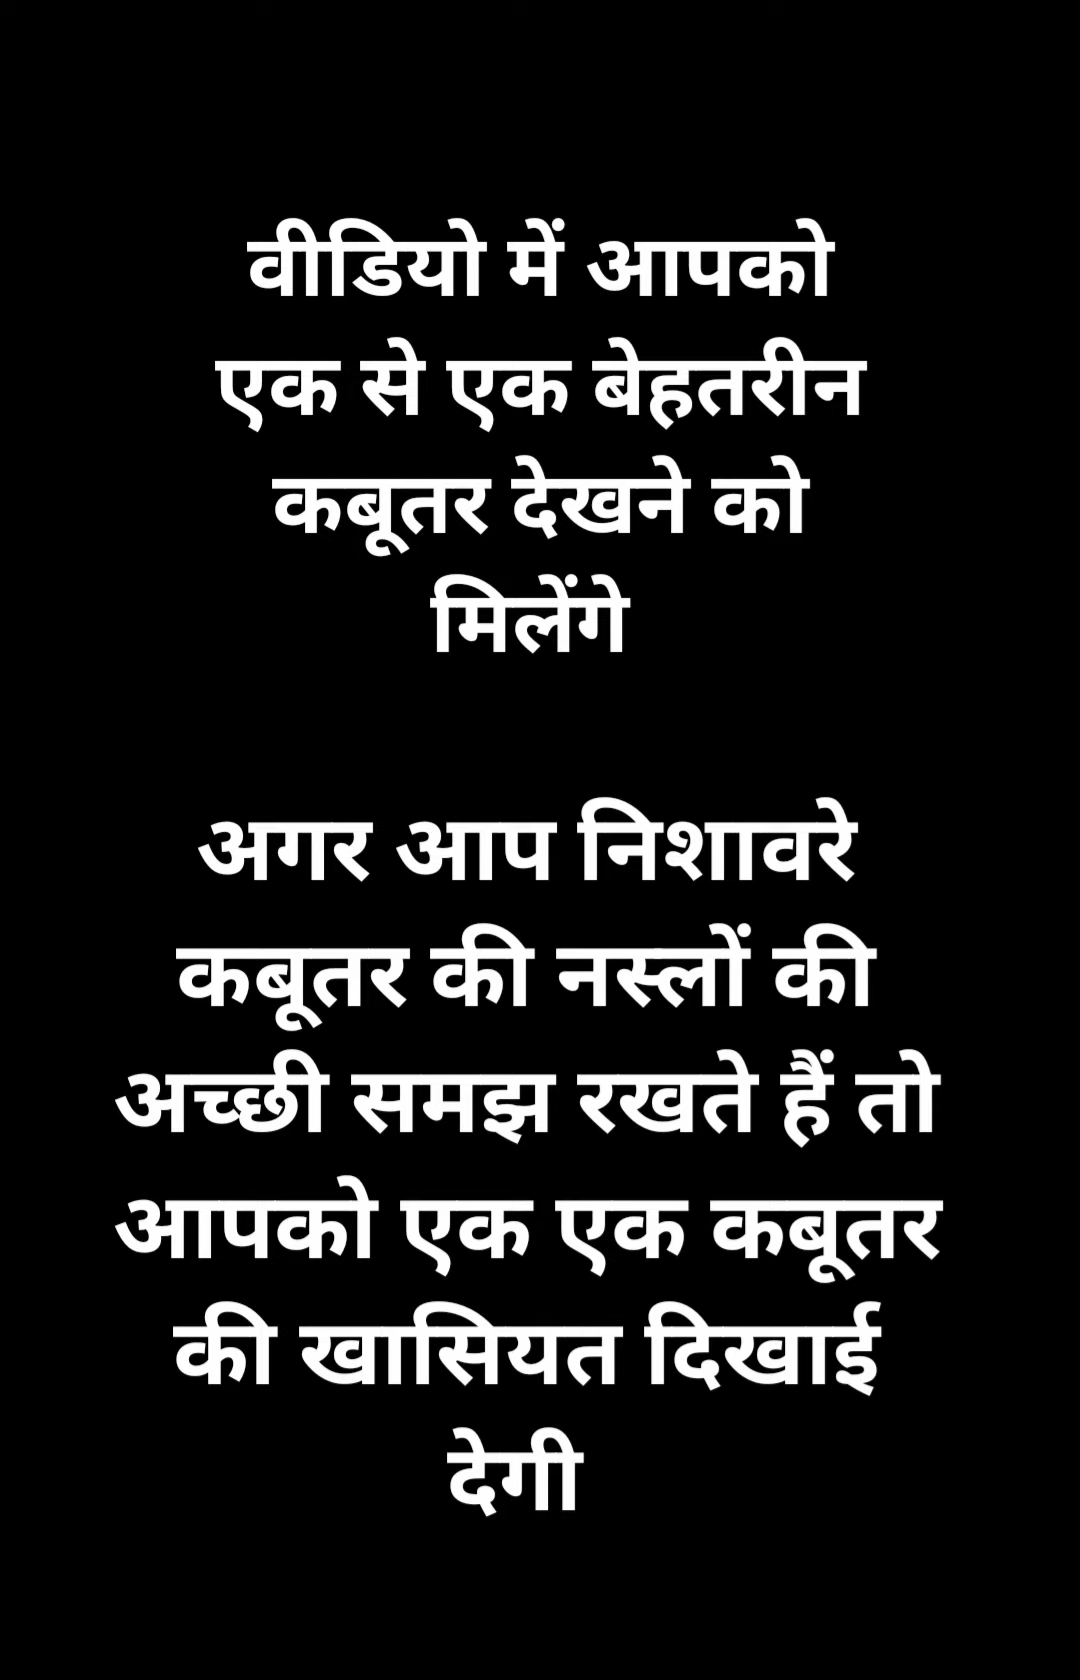 वीडियो में आपको
एक से एक बेहतरीन
कबूतर देखने को
मिलेंगे
अगर आप निशावरे
कबूतर की नस्लों की
अच्छी समझ रखते हैं तो
आपको एक एक कबूतर
की खासियत दिखाई
देगी